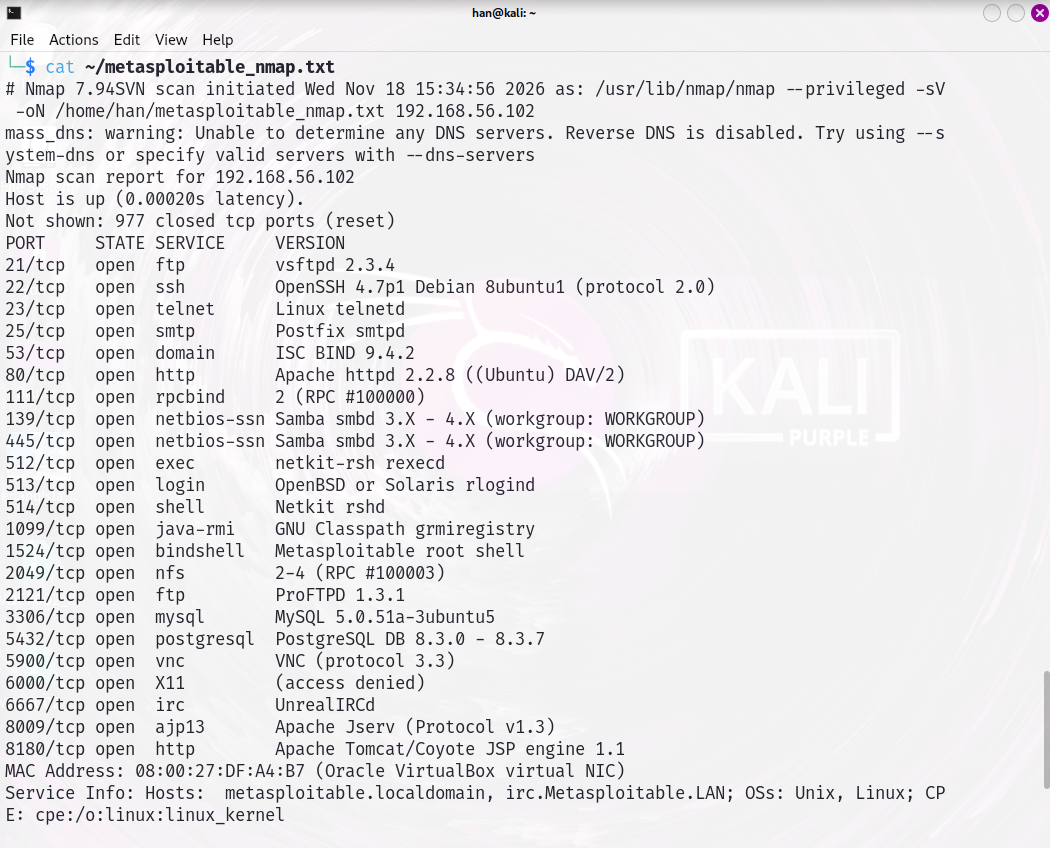 han@kali: ~
File Actions Edit View Help
└─$ cat ~/metasploitable_nmap.txt
# Nmap 7.94SVN scan initiated Wed Nov 18 15:34:56 2026 as: /usr/lib/nmap/nmap --privileged -sV
 -oN /home/han/metasploitable_nmap.txt 192.168.56.102
mass_dns: warning: Unable to determine any DNS servers. Reverse DNS is disabled. Try using --s
ystem-dns or specify valid servers with --dns-servers
Nmap scan report for 192.168.56.102
Host is up (0.00020s latency).
Not shown: 977 closed tcp ports (reset)
PORT     STATE SERVICE     VERSION
21/tcp   open  ftp         vsftpd 2.3.4
22/tcp   open  ssh         OpenSSH 4.7p1 Debian 8ubuntu1 (protocol 2.0)
23/tcp   open  telnet      Linux telnetd
25/tcp   open  smtp        Postfix smtpd
53/tcp   open  domain      ISC BIND 9.4.2
80/tcp   open  http        Apache httpd 2.2.8 ((Ubuntu) DAV/2)
111/tcp  open  rpcbind     2 (RPC #100000)
139/tcp  open  netbios-ssn Samba smbd 3.X - 4.X (workgroup: WORKGROUP)
445/tcp  open  netbios-ssn Samba smbd 3.X - 4.X (workgroup: WORKGROUP)
512/tcp  open  exec        netkit-rsh rexecd
513/tcp  open  login       OpenBSD or Solaris rlogind
514/tcp  open  shell       Netkit rshd
1099/tcp open  java-rmi    GNU Classpath grmiregistry
1524/tcp open  bindshell   Metasploitable root shell
2049/tcp open  nfs         2-4 (RPC #100003)
2121/tcp open  ftp         ProFTPD 1.3.1
3306/tcp open  mysql       MySQL 5.0.51a-3ubuntu5
5432/tcp open  postgresql  PostgreSQL DB 8.3.0 - 8.3.7
5900/tcp open  vnc         VNC (protocol 3.3)
6000/tcp open  X11         (access denied)
6667/tcp open  irc         UnrealIRCd
8009/tcp open  ajp13       Apache Jserv (Protocol v1.3)
8180/tcp open  http        Apache Tomcat/Coyote JSP engine 1.1
MAC Address: 08:00:27:DF:A4:B7 (Oracle VirtualBox virtual NIC)
Service Info: Hosts:  metasploitable.localdomain, irc.Metasploitable.LAN; OSs: Unix, Linux; CP
E: cpe:/o:linux:linux_kernel
KALI
PURPLE